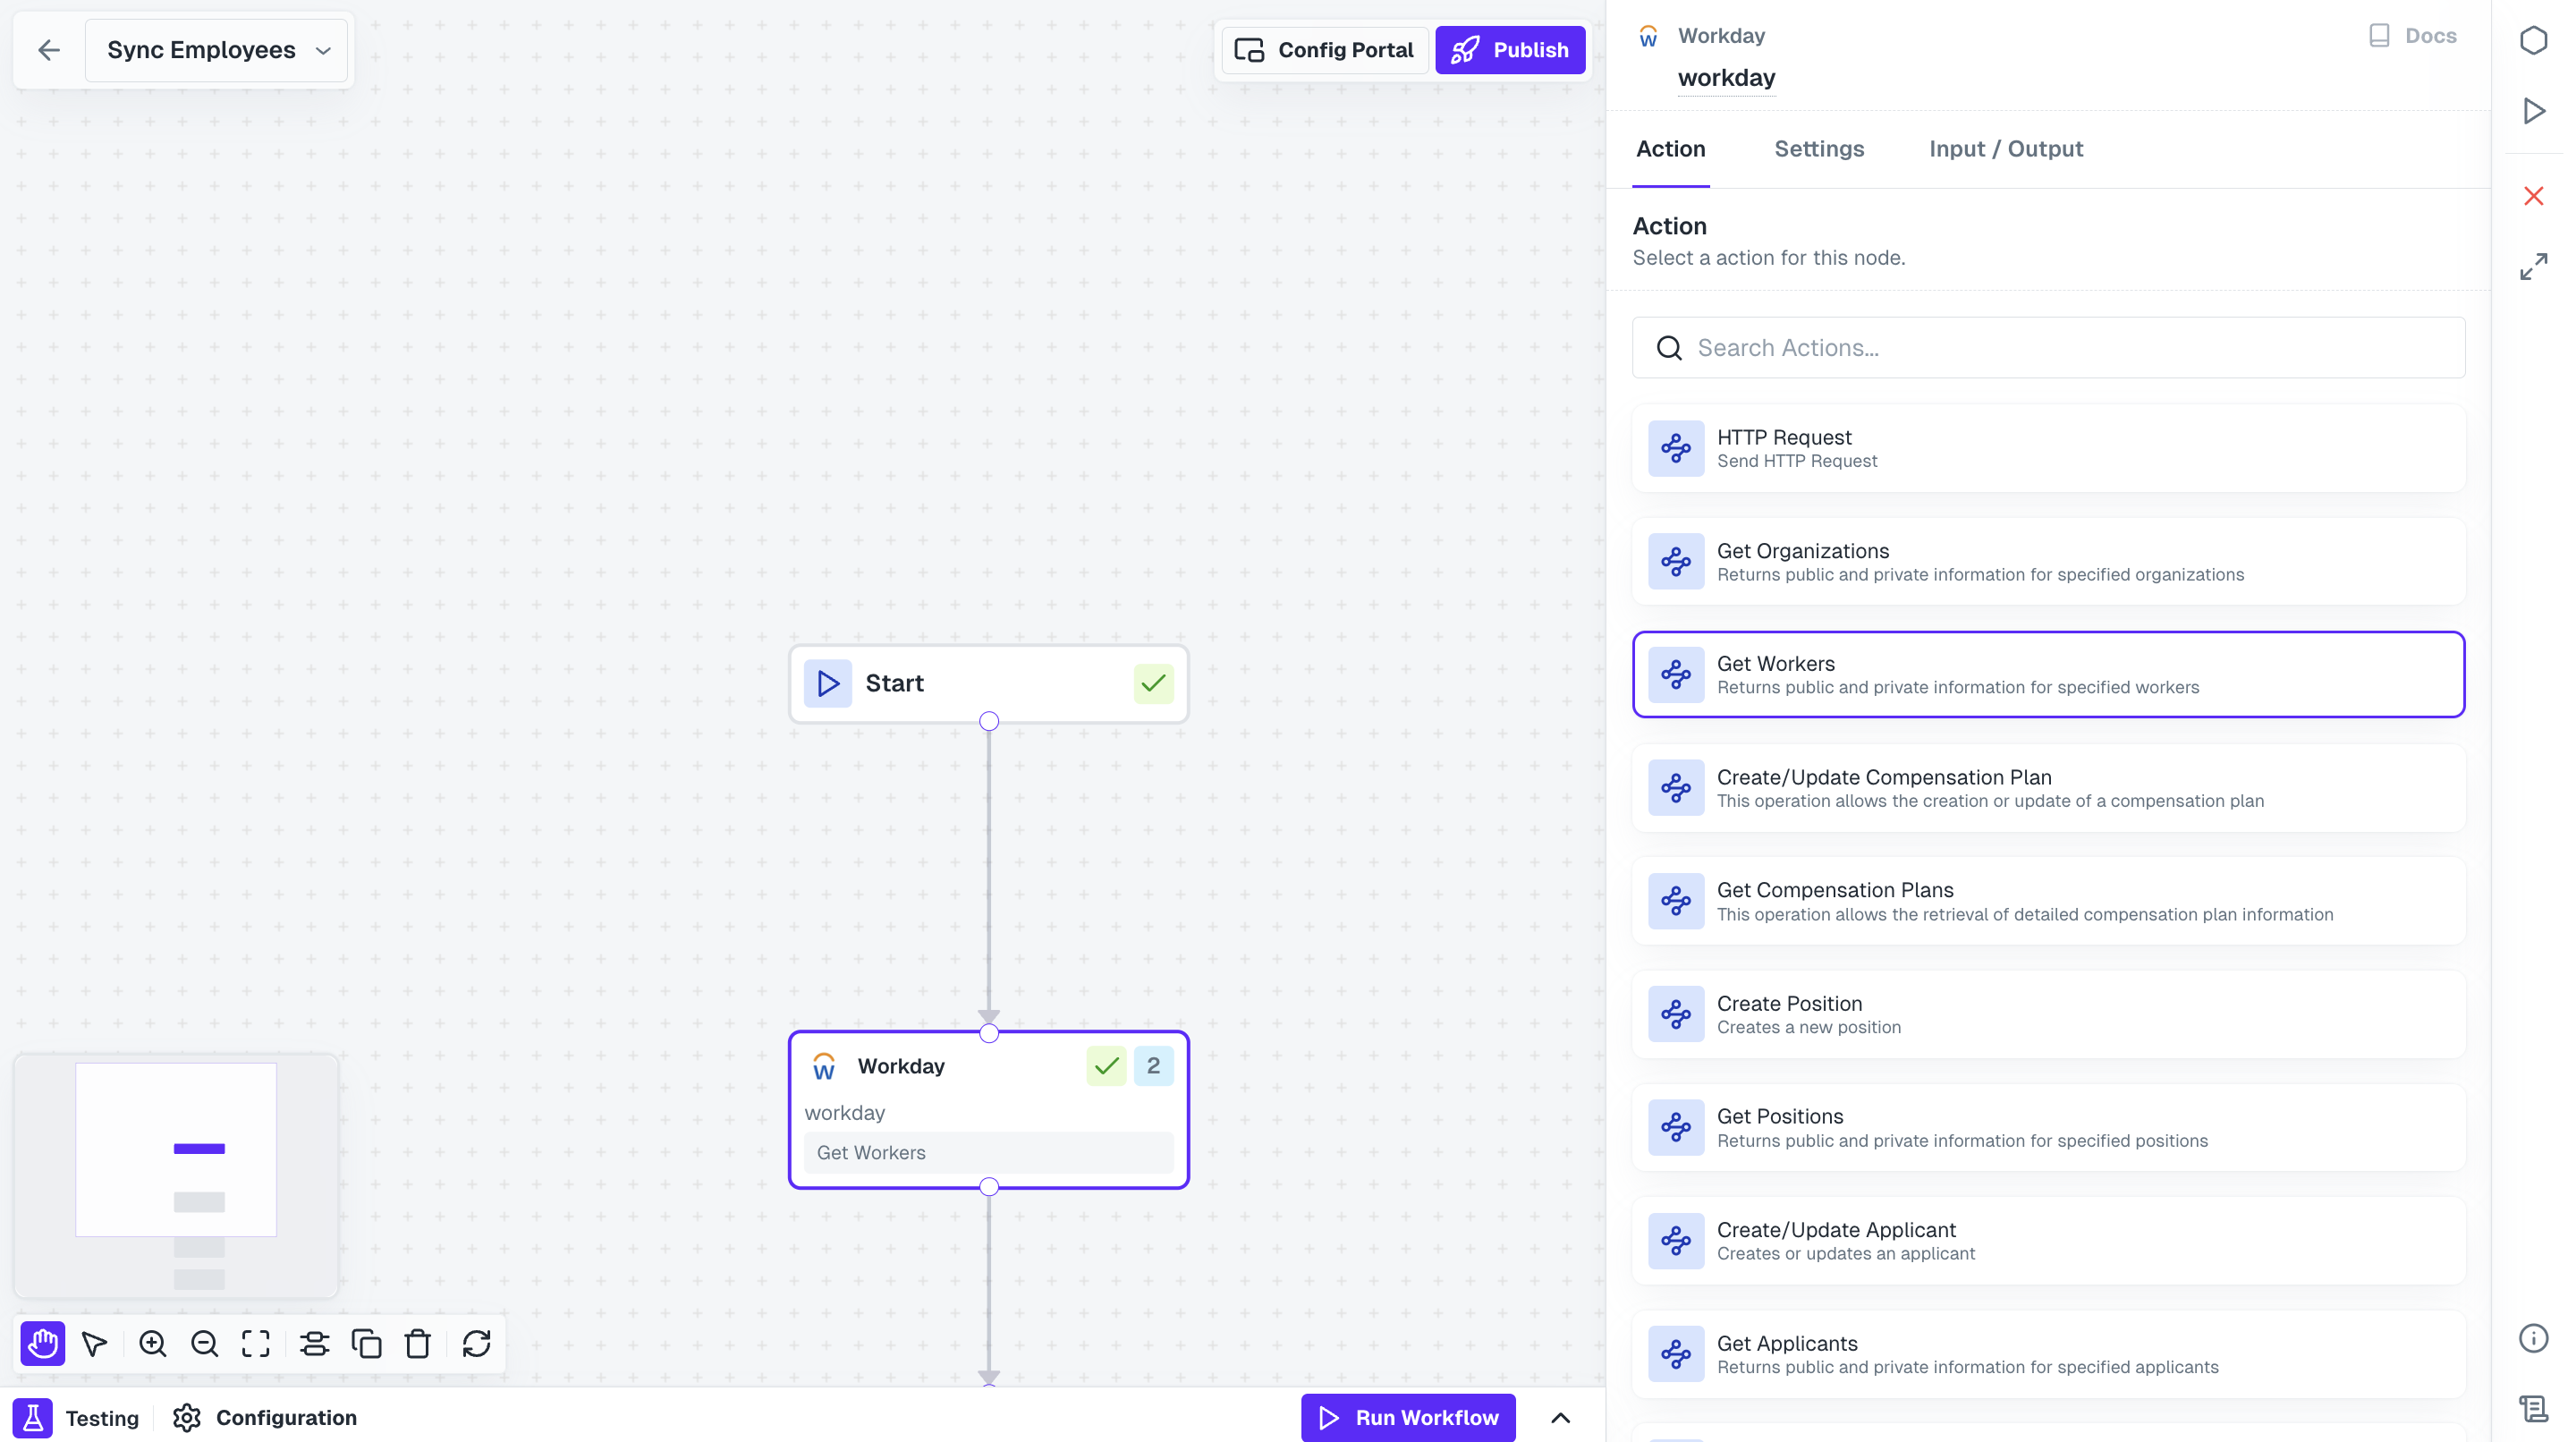 Sync Employees
Config Portal
Publish
Workday
Docs
workday
Action
Settings
Input / Output
Action
Select a action for this node.
Search Actions...
HTTP Request
Send HTTP Request
Get Organizations
Returns public and private information for specified organizations
Get Workers
Returns public and private information for specified workers
Create/Update Compensation Plan
This operation allows the creation or update of a compensation plan
Get Compensation Plans
This operation allows the retrieval of detailed compensation plan information
Create Position
Creates a new position
Get Positions
Returns public and private information for specified positions
Create/Update Applicant
Creates or updates an applicant
Get Applicants
Returns public and private information for specified applicants
Start
Workday
2
workday
Get Workers
Testing
Configuration
Run Workflow